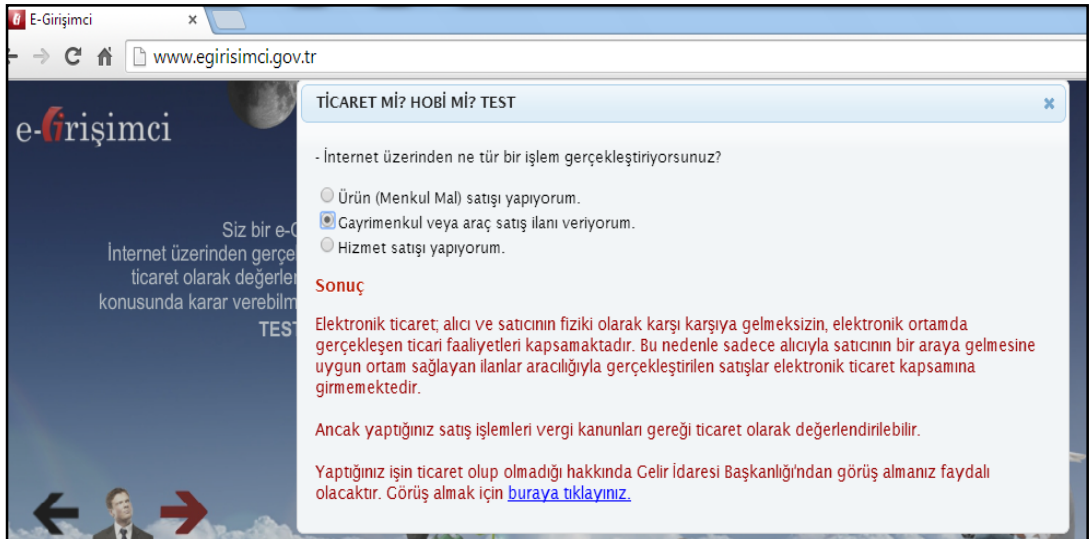 E-Girişimci
www.egirisimci.gov.tr
e-Girişimci
TİCARET Mİ? HOBİ Mİ? TEST
- İnternet üzerinden ne tür bir işlem gerçekleştiriyorsunuz?
Ürün (Menkul Mal) satışı yapıyorum.
Gayrimenkul veya araç satış ilanı veriyorum.
Hizmet satışı yapıyorum.
Siz bir e-
İnternet üzerinden gerçe
ticaret olarak değerle
konusunda karar verebilm
TEST
Sonuç
Elektronik ticaret; alıcı ve satıcının fiziki olarak karşı karşıya gelmeksizin, elektronik ortamda
gerçekleşen ticari faaliyetleri kapsamaktadır. Bu nedenle sadece alıcıyla satıcının bir araya gelmesine
uygun ortam sağlayan ilanlar aracılığıyla gerçekleştirilen satışlar elektronik ticaret kapsamına
girmemektedir.
Ancak yaptığınız satış işlemleri vergi kanunları gereği ticaret olarak değerlendirilebilir.
Yaptığınız işin ticaret olup olmadığı hakkında Gelir İdaresi Başkanlığı'ndan görüş almanız faydalı
olacaktır. Görüş almak için buraya tıklayınız.